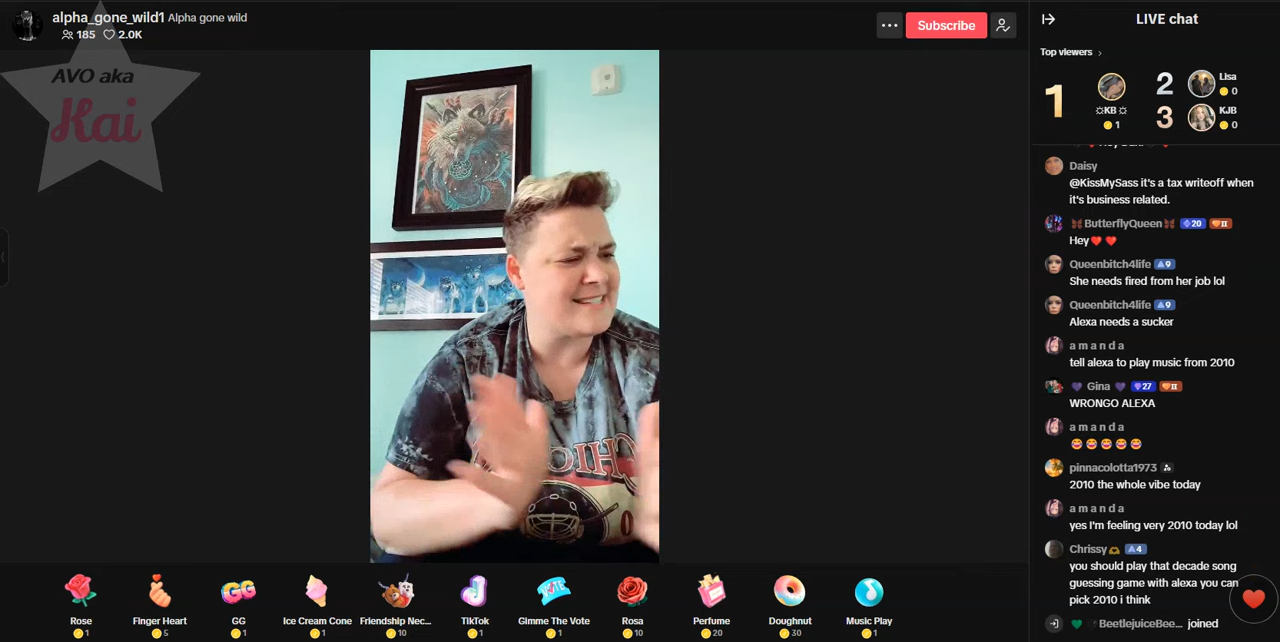 alpha_gone_wild1 Alpha gone wild
185 2.0K
Subscribe
AVO aka
Kai
LIVE chat
Top viewers
1
☼KB☼
1
2
Lisa
0
3
KJB
0
Daisy
@KissMySass it's a tax writeoff when
it's business related.
ButterflyQueen 20 II
Hey❤️ ❤️
Queenbitch4life 9
She needs fired from her job lol
Queenbitch4life 9
Alexa needs a sucker
a m a n d a
tell alexa to play music from 2010
💜 Gina 💜 27 II
WRONGO ALEXA
a m a n d a
pinnacolotta1973
2010 the whole vibe today
a m a n d a
yes I'm feeling very 2010 today lol
Chrissy 4
you should play that decade song
guessing game with alexa you can
pick 2010 i think
BeetlejuiceBee... joined
OHIO
Rose
1
Finger Heart
5
GG
1
Ice Cream Cone
1
Friendship Nec...
10
TikTok
1
Gimme The Vote
1
Rosa
10
Perfume
20
Doughnut
30
Music Play
1